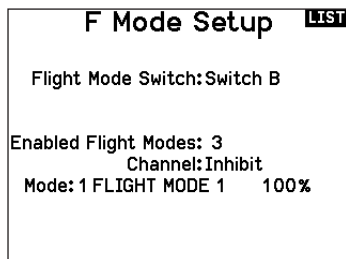 F Mode Setup LIST
Flight Mode Switch: Switch B
Enabled Flight Modes: 3
Channel: Inhibit
Mode: 1 FLIGHT MODE 1 100%